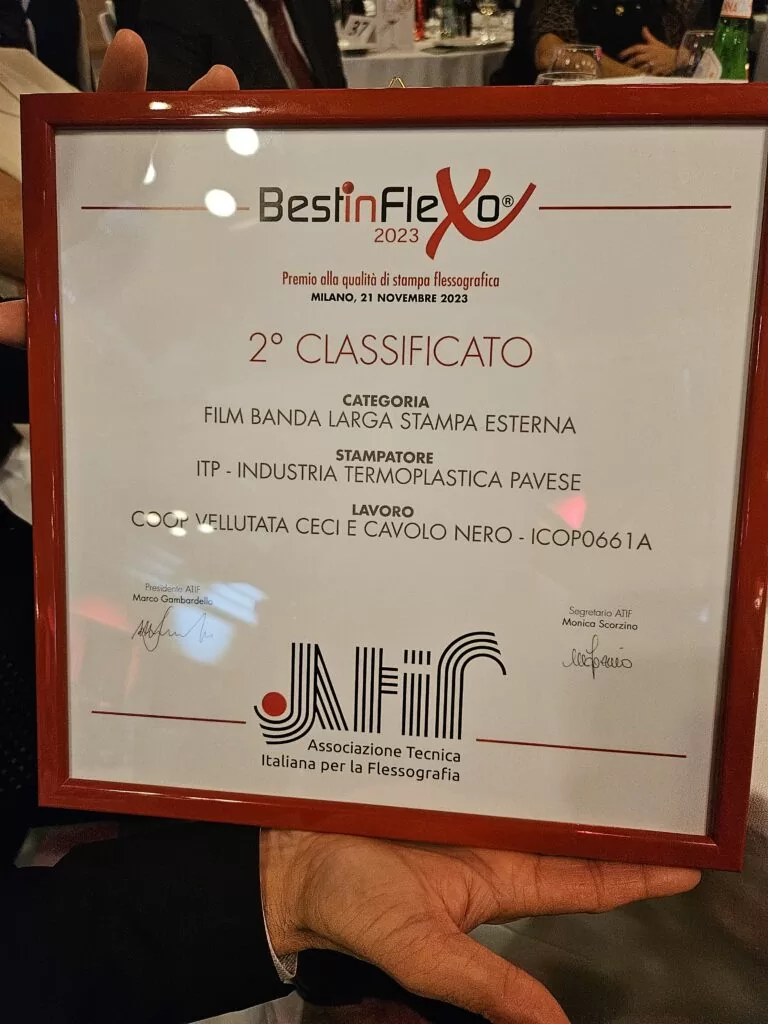 37
BestinFlexo®
2023
Premio alla qualità di stampa flessografica
MILANO, 21 NOVEMBRE 2023
2° CLASSIFICATO
CATEGORIA
FILM BANDA LARGA STAMPA ESTERNA
STAMPATORE
ITP - INDUSTRIA TERMOPLASTICA PAVESE
LAVORO
COOP VELLUTATA CECI E CAVOLO NERO - ICOP0661A
Presidente ATIF
Marco Gambardella
Segretario ATIF
Monica Scorzino
ATIF
Associazione Tecnica
Italiana per la Flessografia